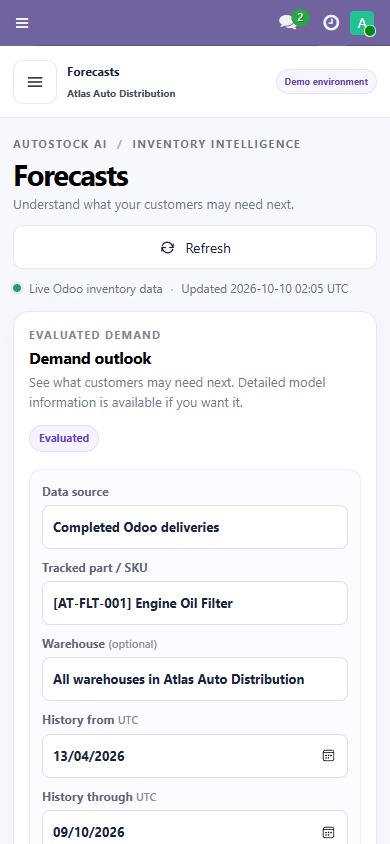 2
A
Forecasts
Atlas Auto Distribution
Demo environment
AUTOSTOCK AI / INVENTORY INTELLIGENCE
Forecasts
Understand what your customers may need next.
Refresh
Live Odoo inventory data · Updated 2026-10-10 02:05 UTC
EVALUATED DEMAND
Demand outlook
See what customers may need next. Detailed model
information is available if you want it.
Evaluated
Data source
Completed Odoo deliveries
Tracked part / SKU
[AT-FLT-001] Engine Oil Filter
Warehouse (optional)
All warehouses in Atlas Auto Distribution
History from UTC
13/04/2026
History through UTC
09/10/2026